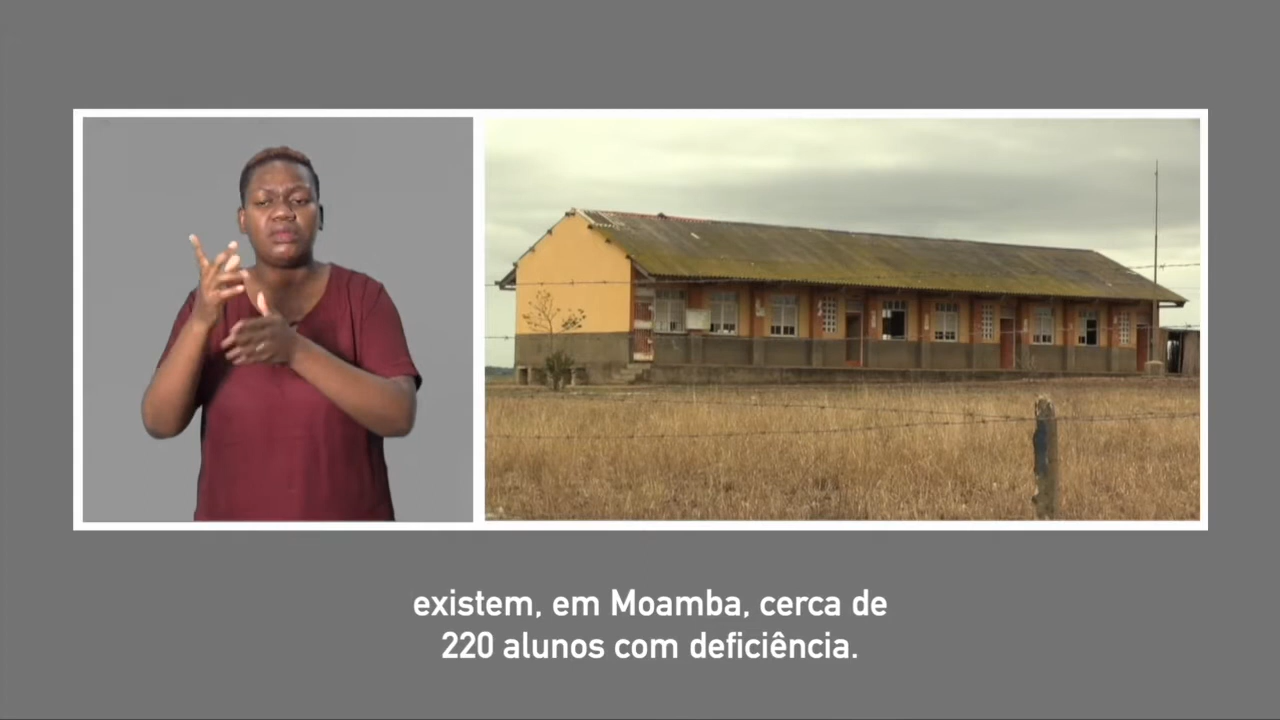 existem, em Moamba, cerca de
220 alunos com deficiência.